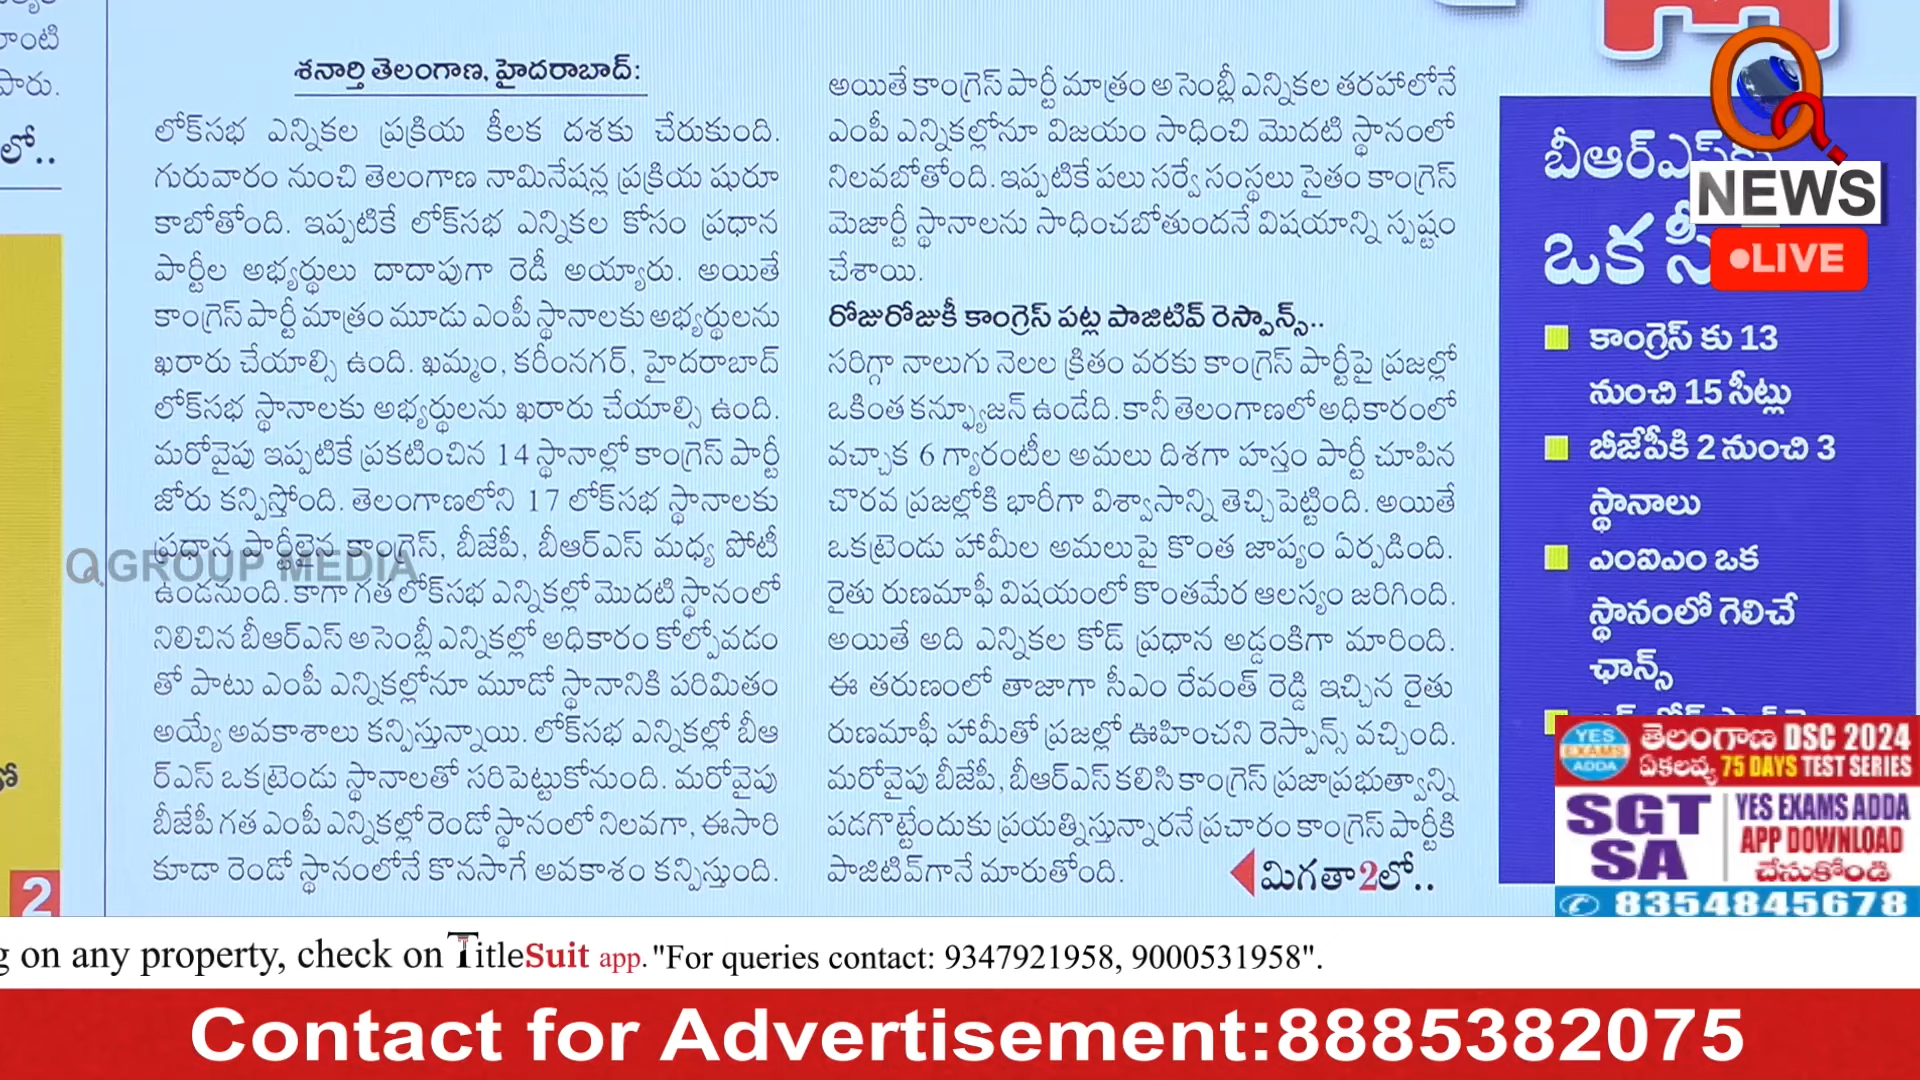 శనార్తి తెలంగాణ, హైదరాబాద్:
లోక్‌సభ ఎన్నికల ప్రక్రియ కీలక దశకు చేరుకుంది.
గురువారం నుంచి తెలంగాణ నామినేషన్ల ప్రక్రియ షురూ
కాబోతోంది. ఇప్పటికే లోక్‌సభ ఎన్నికల కోసం ప్రధాన
పార్టీల అభ్యర్థులు దాదాపుగా రెడీ అయ్యారు. అయితే
కాంగ్రెస్ పార్టీ మాత్రం మూడు ఎంపీ స్థానాలకు అభ్యర్థులను
ఖరారు చేయాల్సి ఉంది. ఖమ్మం, కరీంనగర్, హైదరాబాద్
లోక్‌సభ స్థానాలకు అభ్యర్థులను ఖరారు చేయాల్సి ఉంది.
మరోవైపు ఇప్పటికే ప్రకటించిన 14 స్థానాల్లో కాంగ్రెస్ పార్టీ
జోరు కన్పిస్తోంది. తెలంగాణలోని 17 లోక్‌సభ స్థానాలకు
ప్రధాన పార్టీలైన కాంగ్రెస్, బీజేపీ, బీఆర్ఎస్ మధ్య పోటీ
ఉండనుంది. కాగా గత లోక్‌సభ ఎన్నికల్లో మొదటి స్థానంలో
నిలిచిన బీఆర్ఎస్ అసెంబ్లీ ఎన్నికల్లో అధికారం కోల్పోవడం
తో పాటు ఎంపీ ఎన్నికల్లోనూ మూడో స్థానానికి పరిమితం
అయ్యే అవకాశాలు కన్పిస్తున్నాయి. లోక్‌సభ ఎన్నికల్లో బీఆ
ర్ఎస్ ఒకట్రెండు స్థానాలతో సరిపెట్టుకోనుంది. మరోవైపు
బీజేపీ గత ఎంపీ ఎన్నికల్లో రెండో స్థానంలో నిలవగా, ఈసారి
కూడా రెండో స్థానంలోనే కొనసాగే అవకాశం కన్పిస్తుంది.
అయితే కాంగ్రెస్ పార్టీ మాత్రం అసెంబ్లీ ఎన్నికల తరహాలోనే
ఎంపీ ఎన్నికల్లోనూ విజయం సాధించి మొదటి స్థానంలో
నిలవబోతోంది. ఇప్పటికే పలు సర్వే సంస్థలు సైతం కాంగ్రెస్
మెజార్టీ స్థానాలను సాధించబోతుందనే విషయాన్ని స్పష్టం
చేశాయి.
రోజురోజుకీ కాంగ్రెస్ పట్ల పాజిటివ్ రెస్పాన్స్..
సరిగ్గా నాలుగు నెలల క్రితం వరకు కాంగ్రెస్ పార్టీపై ప్రజల్లో
ఒకింత కన్ఫ్యూజన్ ఉండేది. కానీ తెలంగాణలో అధికారంలో
వచ్చాక 6 గ్యారంటీల అమలు దిశగా హస్తం పార్టీ చూపిన
చొరవ ప్రజల్లోకి భారీగా విశ్వాసాన్ని తెచ్చిపెట్టింది. అయితే
ఒకట్రెండు హామీల అమలుపై కొంత జాప్యం ఏర్పడింది.
రైతు రుణమాఫీ విషయంలో కొంతమేర ఆలస్యం జరిగింది.
అయితే అది ఎన్నికల కోడ్ ప్రధాన అడ్డంకిగా మారింది.
ఈ తరుణంలో తాజాగా సీఎం రేవంత్ రెడ్డి ఇచ్చిన రైతు
రుణమాఫీ హామీతో ప్రజల్లో ఊహించని రెస్పాన్స్ వచ్చింది.
మరోవైపు బీజేపీ, బీఆర్ఎస్ కలిసి కాంగ్రెస్ ప్రజాప్రభుత్వాన్ని
పడగొట్టేందుకు ప్రయత్నిస్తున్నారనే ప్రచారం కాంగ్రెస్ పార్టీకి
పాజిటివ్‌గానే మారుతోంది.
మిగతా 2లో..
లో..
2
ఒక
కాంగ్రెస్ కు 13
నుంచి 15 సీట్లు
బీజేపీకి 2 నుంచి 3
స్థానాలు
ఎంఐఎం ఒక
స్థానంలో గెలిచే
ఛాన్స్
NEWS
LIVE
QGROUP MEDIA
YES EXAMS ADDA
తెలంగాణ DSC 2024
ఏకలవ్య 75 DAYS TEST SERIES
SGT
SA
YES EXAMS ADDA
APP DOWNLOAD
చేసుకోండి
8354845678
on any property, check on TitleSuit app. "For queries contact: 9347921958, 9000531958".
Contact for Advertisement:8885382075